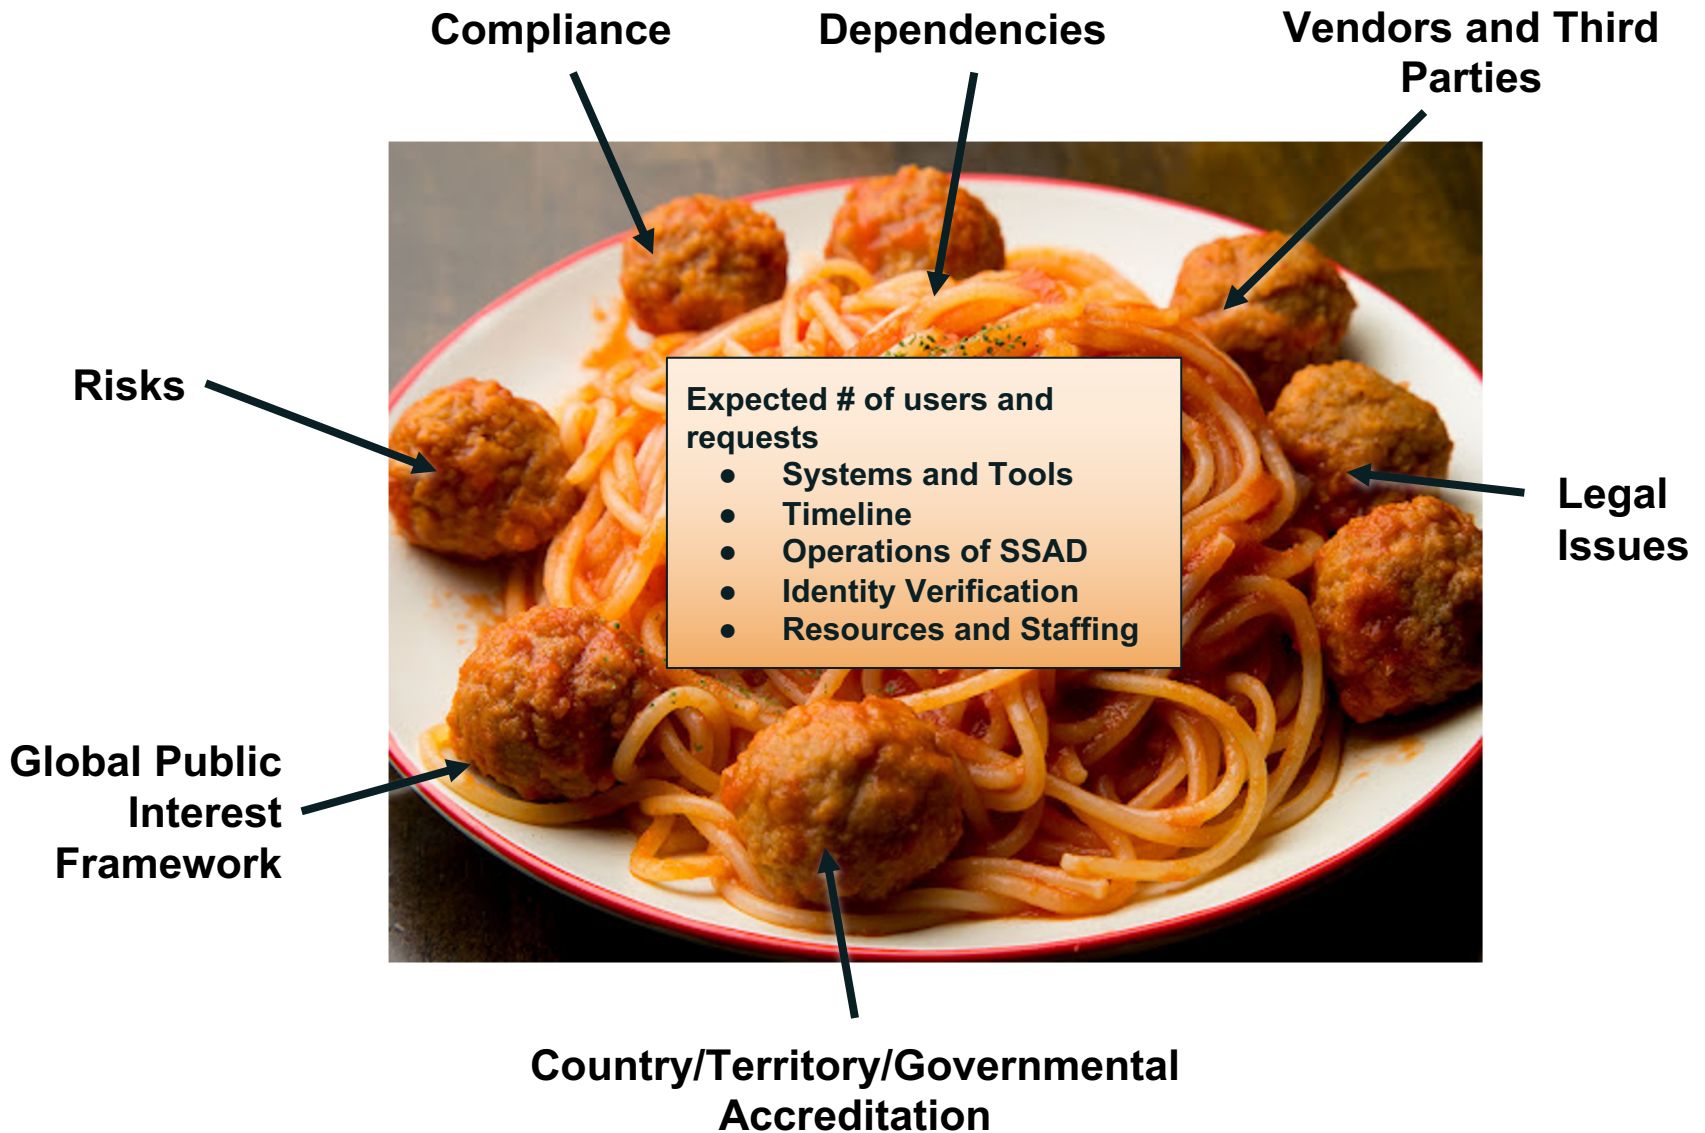 Compliance
Dependencies
Vendors and Third
Parties
Risks
Expected # of users and
requests
● Systems and Tools
● Timeline
● Operations of SSAD
● Identity Verification
● Resources and Staffing
Legal
Issues
Global Public
Interest
Framework
Country/Territory/Governmental
Accreditation